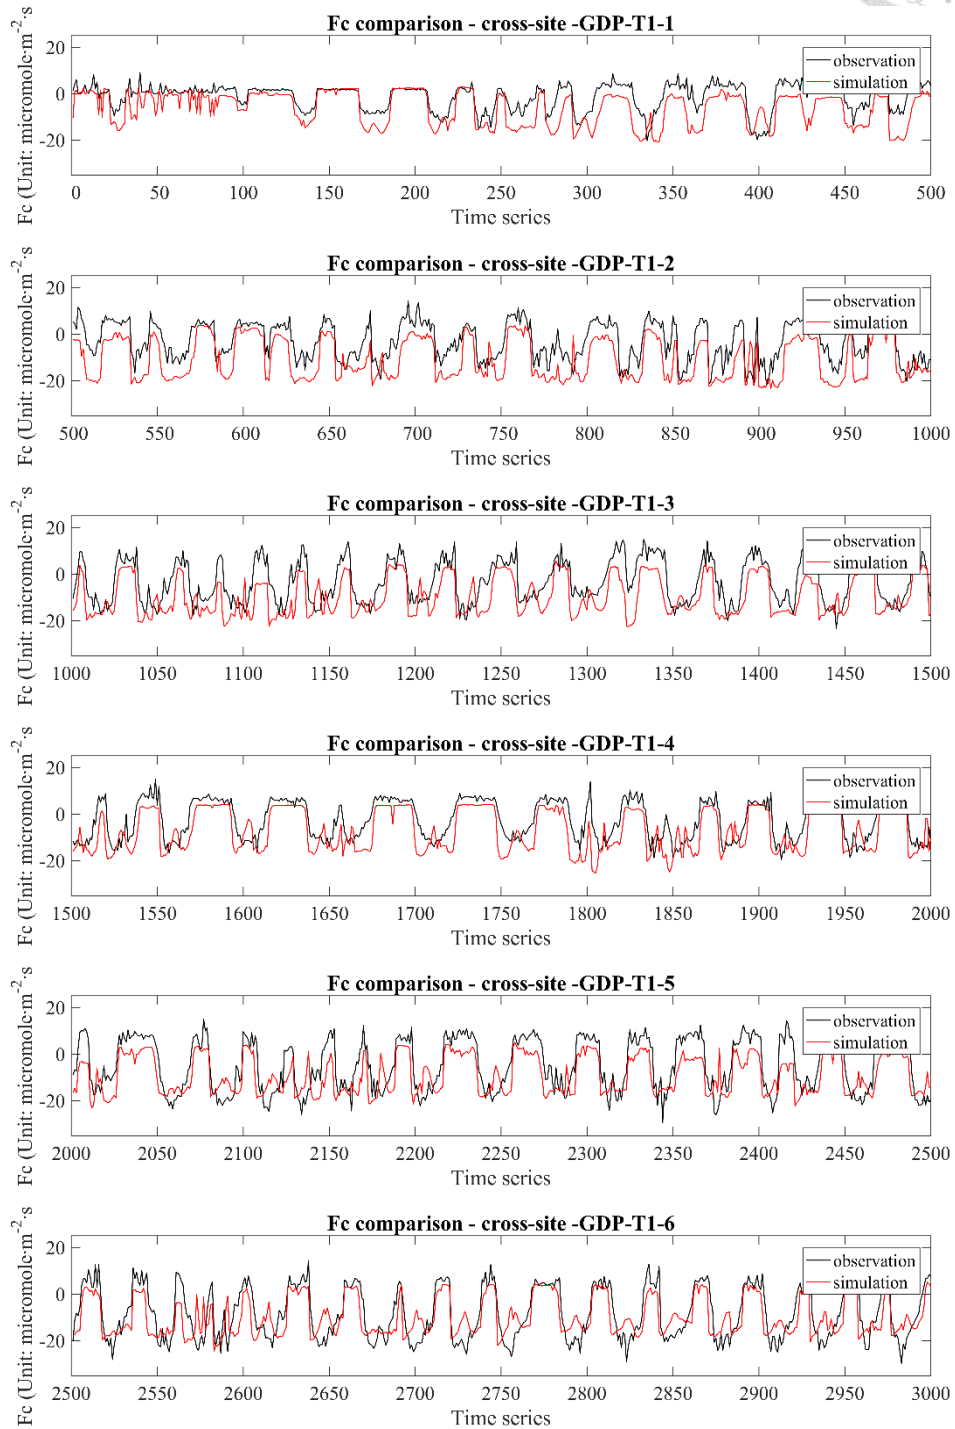 Fc comparison - cross-site -GDP-T1-1
Fc (Unit: micromole·m-2·s
20
0
-20
observation
simulation
0 50 100 150 200 250 300 350 400 450 500
Time series
Fc comparison - cross-site -GDP-T1-2
Fc (Unit: micromole·m-2·s
20
0
-20
observation
simulation
500 550 600 650 700 750 800 850 900 950 1000
Time series
Fc comparison - cross-site -GDP-T1-3
Fc (Unit: micromole·m-2·s
20
0
-20
observation
simulation
1000 1050 1100 1150 1200 1250 1300 1350 1400 1450 1500
Time series
Fc comparison - cross-site -GDP-T1-4
Fc (Unit: micromole·m-2·s
20
0
-20
observation
simulation
1500 1550 1600 1650 1700 1750 1800 1850 1900 1950 2000
Time series
Fc comparison - cross-site -GDP-T1-5
Fc (Unit: micromole·m-2·s
20
0
-20
observation
simulation
2000 2050 2100 2150 2200 2250 2300 2350 2400 2450 2500
Time series
Fc comparison - cross-site -GDP-T1-6
Fc (Unit: micromole·m-2·s
20
0
-20
observation
simulation
2500 2550 2600 2650 2700 2750 2800 2850 2900 2950 3000
Time series